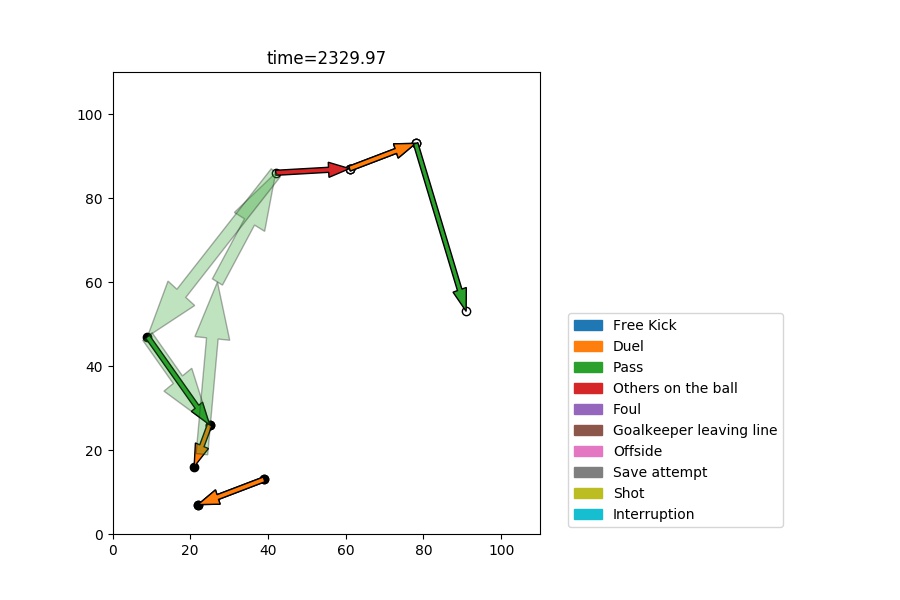 time=2329.97
100
80
60
40
20
0
0 20 40 60 80 100
Free Kick
Duel
Pass
Others on the ball
Foul
Goalkeeper leaving line
Offside
Save attempt
Shot
Interruption